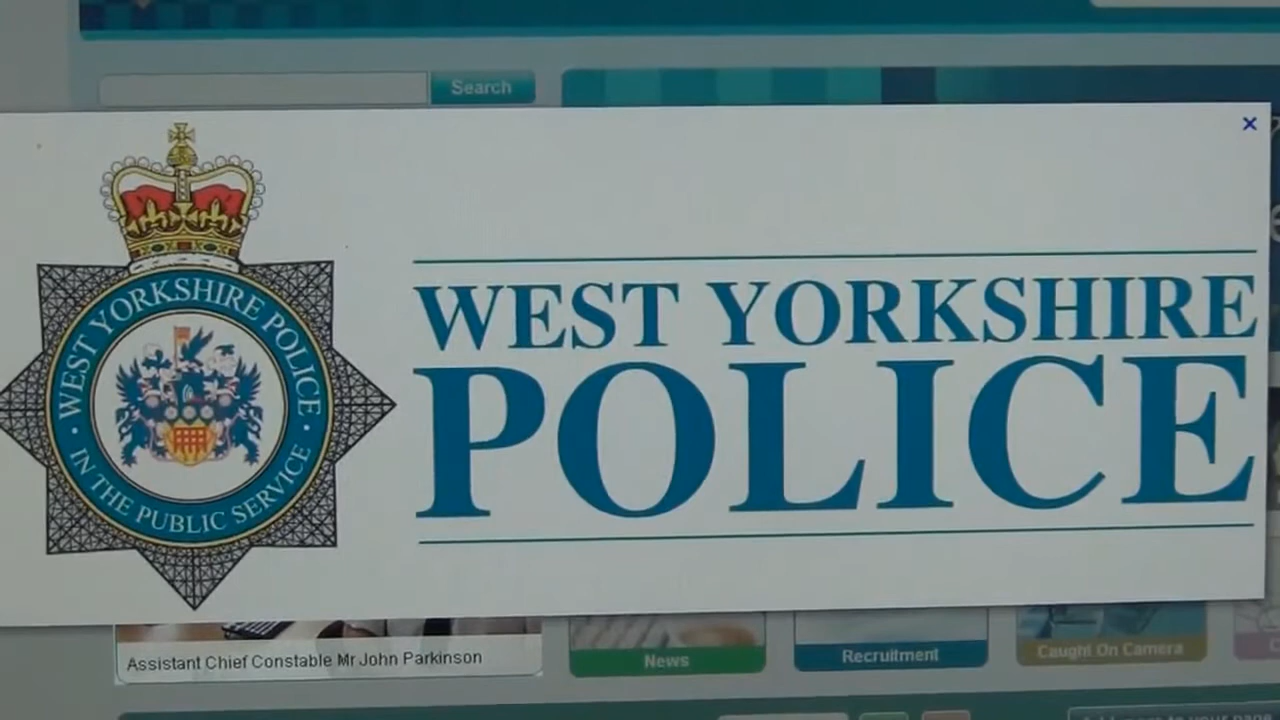 Search
×
WEST YORKSHIRE POLICE
IN THE PUBLIC SERVICE
WEST YORKSHIRE
POLICE
Assistant Chief Constable Mr John Parkinson
News
Recruitment
Caught On Camera